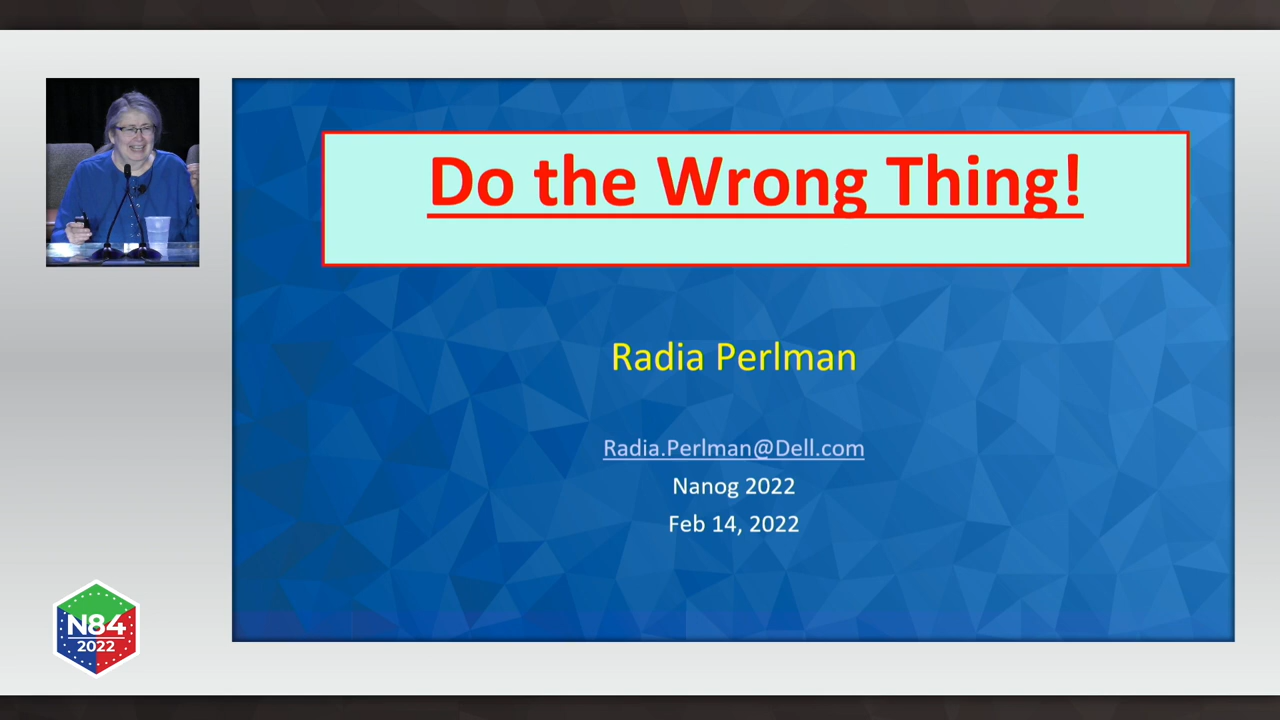 Do the Wrong Thing!
Radia Perlman
Radia.Perlman@Dell.com
Nanog 2022
Feb 14, 2022
N84
2022